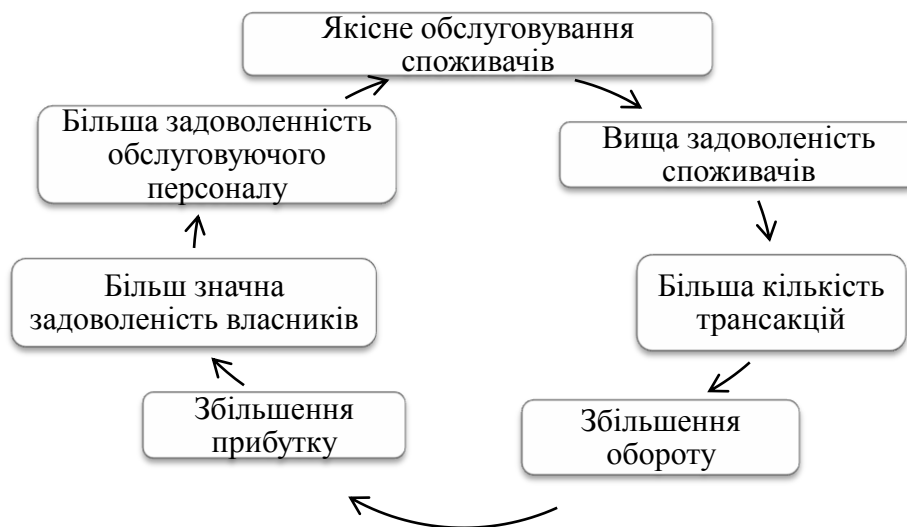 Якісне обслуговування
споживачів
Більша задоволенність
обслуговуючого
персоналу
Вища задоволеність
споживачів
Більш значна
задоволеність власників
Більша кількість
трансакцій
Збільшення
прибутку
Збільшення
обороту